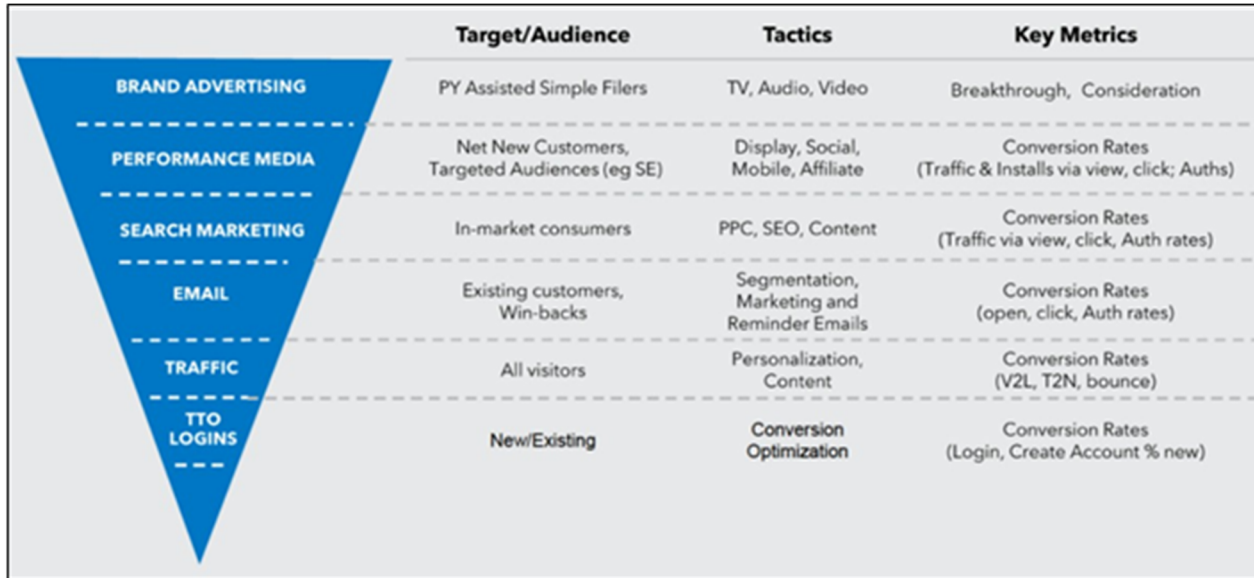 Target/Audience Tactics Key Metrics
BRAND ADVERTISING PY Assisted Simple Filers TV, Audio, Video Breakthrough, Consideration
PERFORMANCE MEDIA Net New Customers, Targeted Audiences (eg SE) Display, Social, Mobile, Affiliate Conversion Rates (Traffic & Installs via view, click; Auths)
SEARCH MARKETING In-market consumers PPC, SEO, Content Conversion Rates (Traffic via view, click, Auth rates)
EMAIL Existing customers, Win-backs Segmentation, Marketing and Reminder Emails Conversion Rates (open, click, Auth rates)
TRAFFIC All visitors Personalization, Content Conversion Rates (V2L, T2N, bounce)
TTO LOGINS New/Existing Conversion Optimization Conversion Rates (Login, Create Account % new)